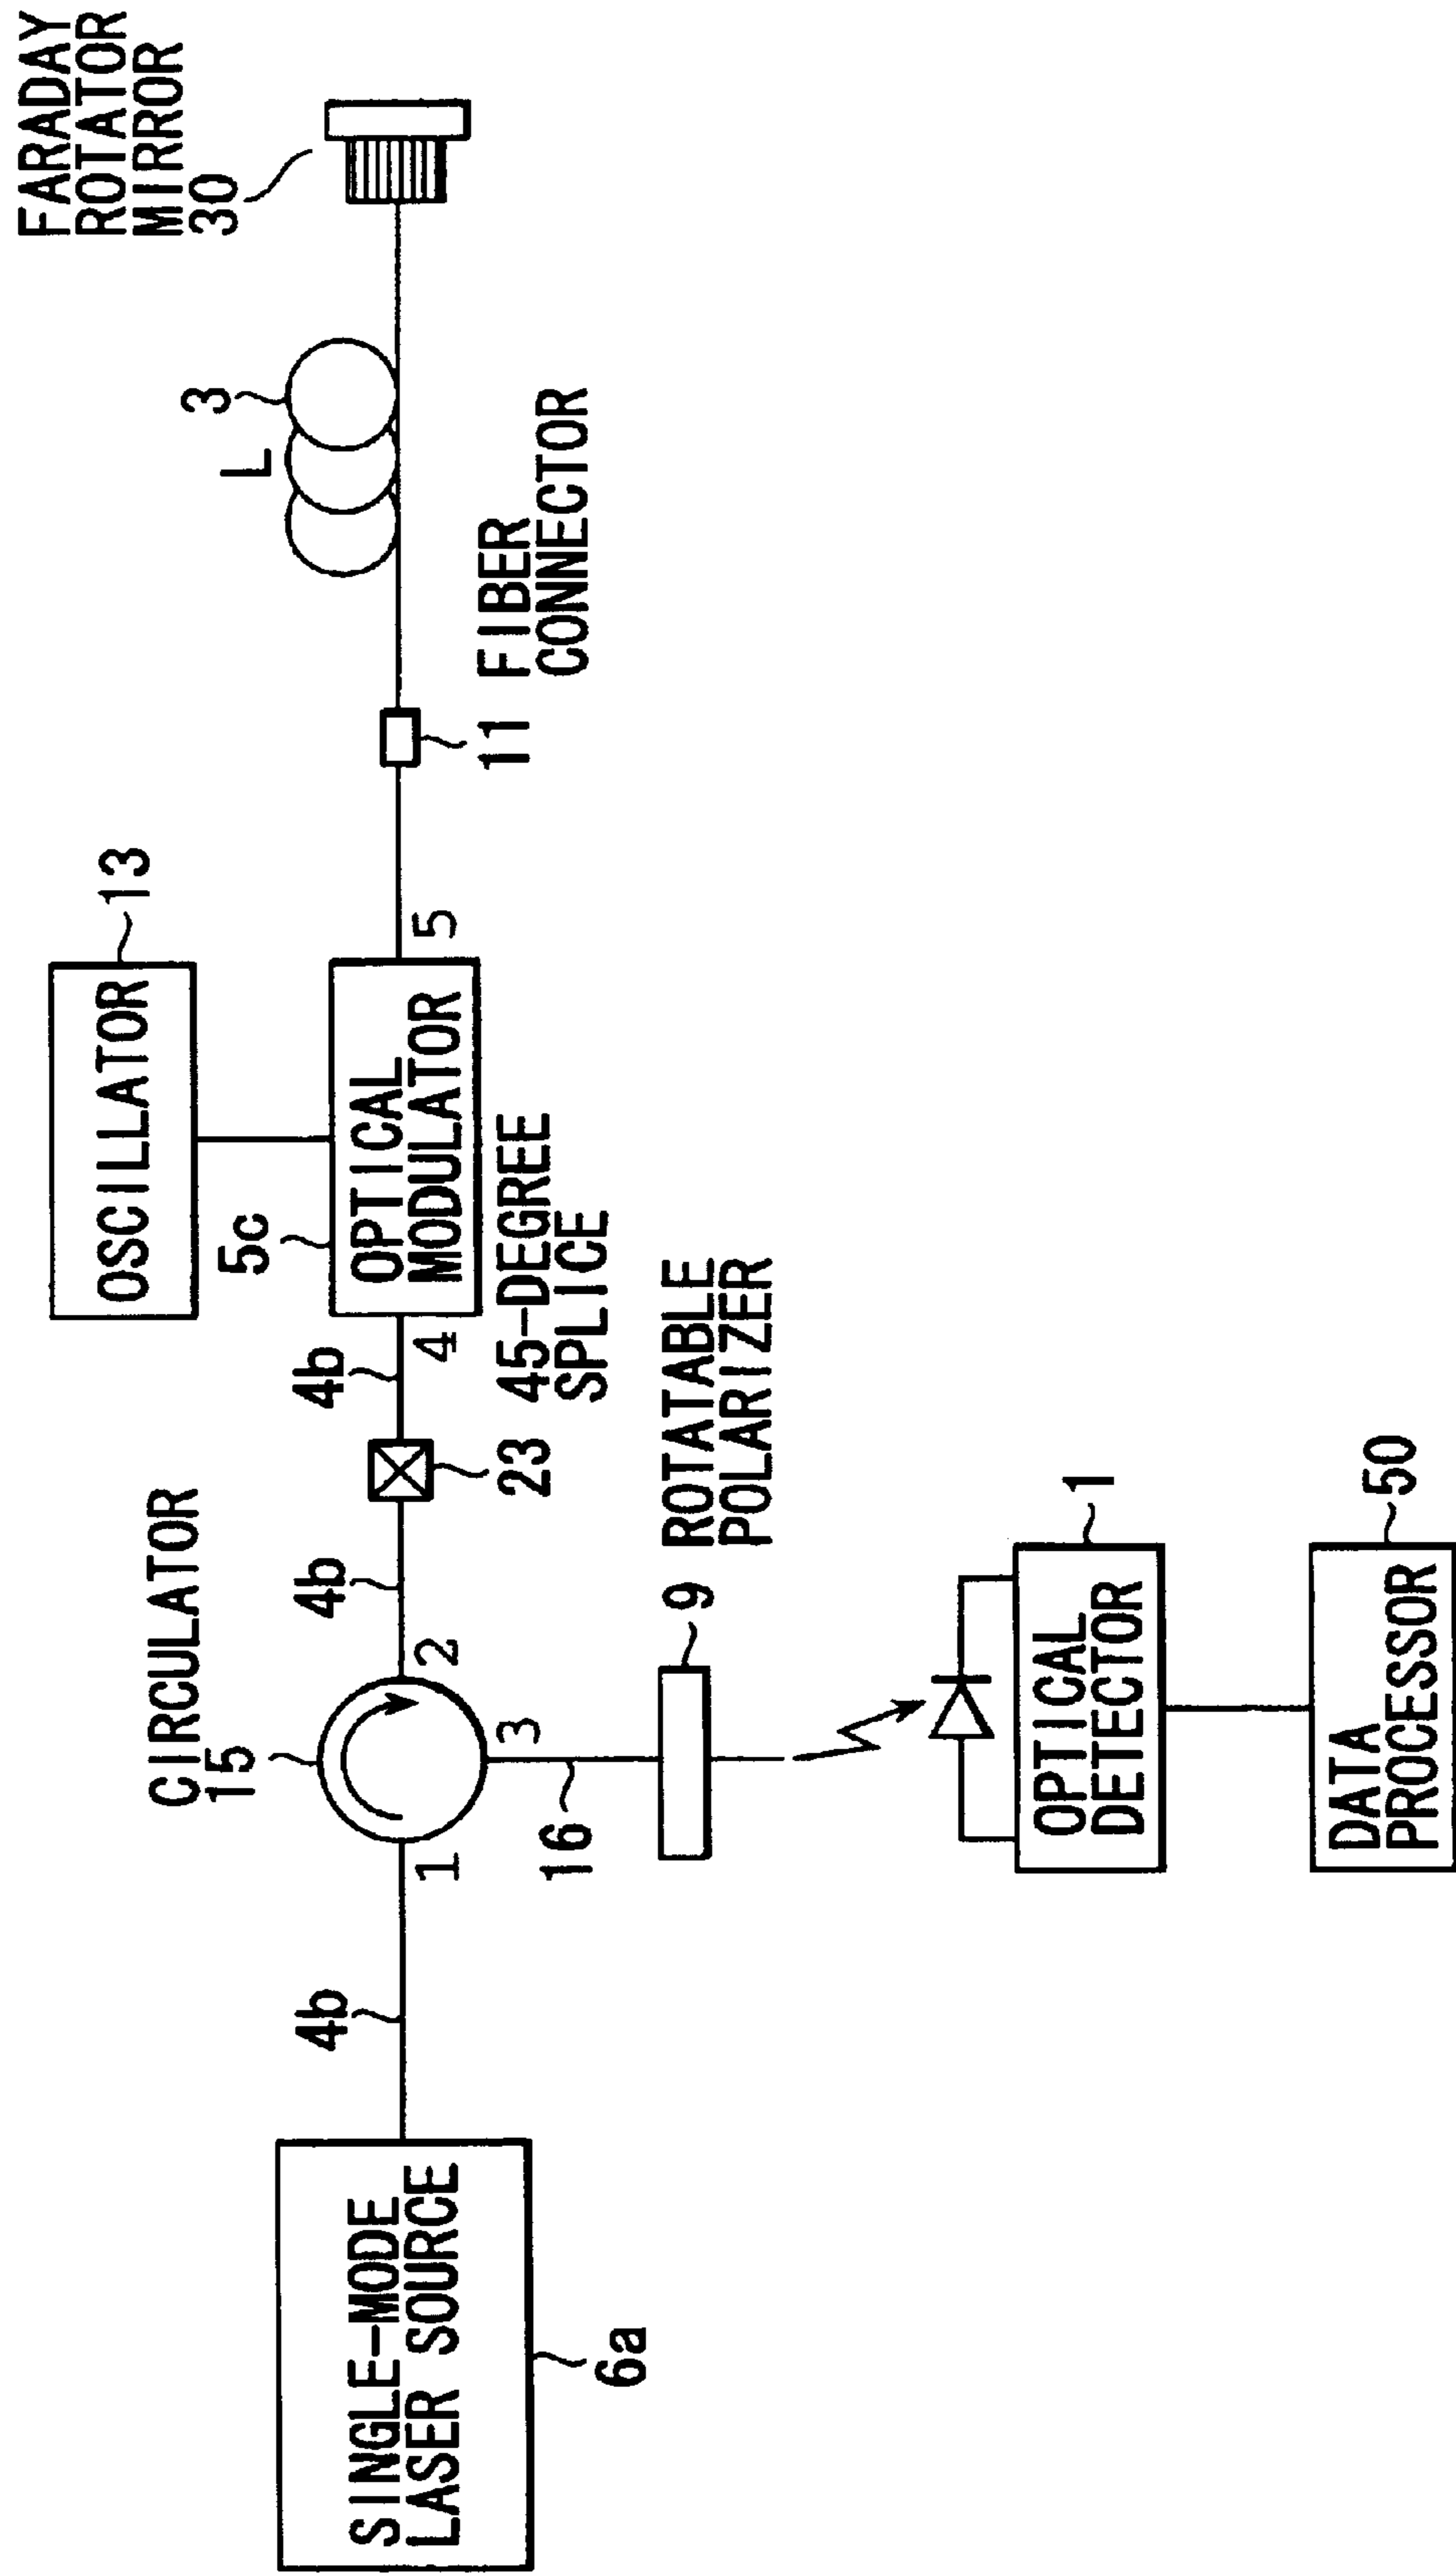 FARADAY
ROTATOR
MIRROR
30
3
L
FIBER
CONNECTOR
11
OSCILLATOR
13
5
OPTICAL
MODULATOR
5c
4
4b
45-DEGREE
SPLICE
23
CIRCULATOR
15
4b
2
3
1
16
ROTATABLE
POLARIZER
9
OPTICAL
DETECTOR
1
DATA
PROCESSOR
50
4b
SINGLE-MODE
LASER SOURCE
6a